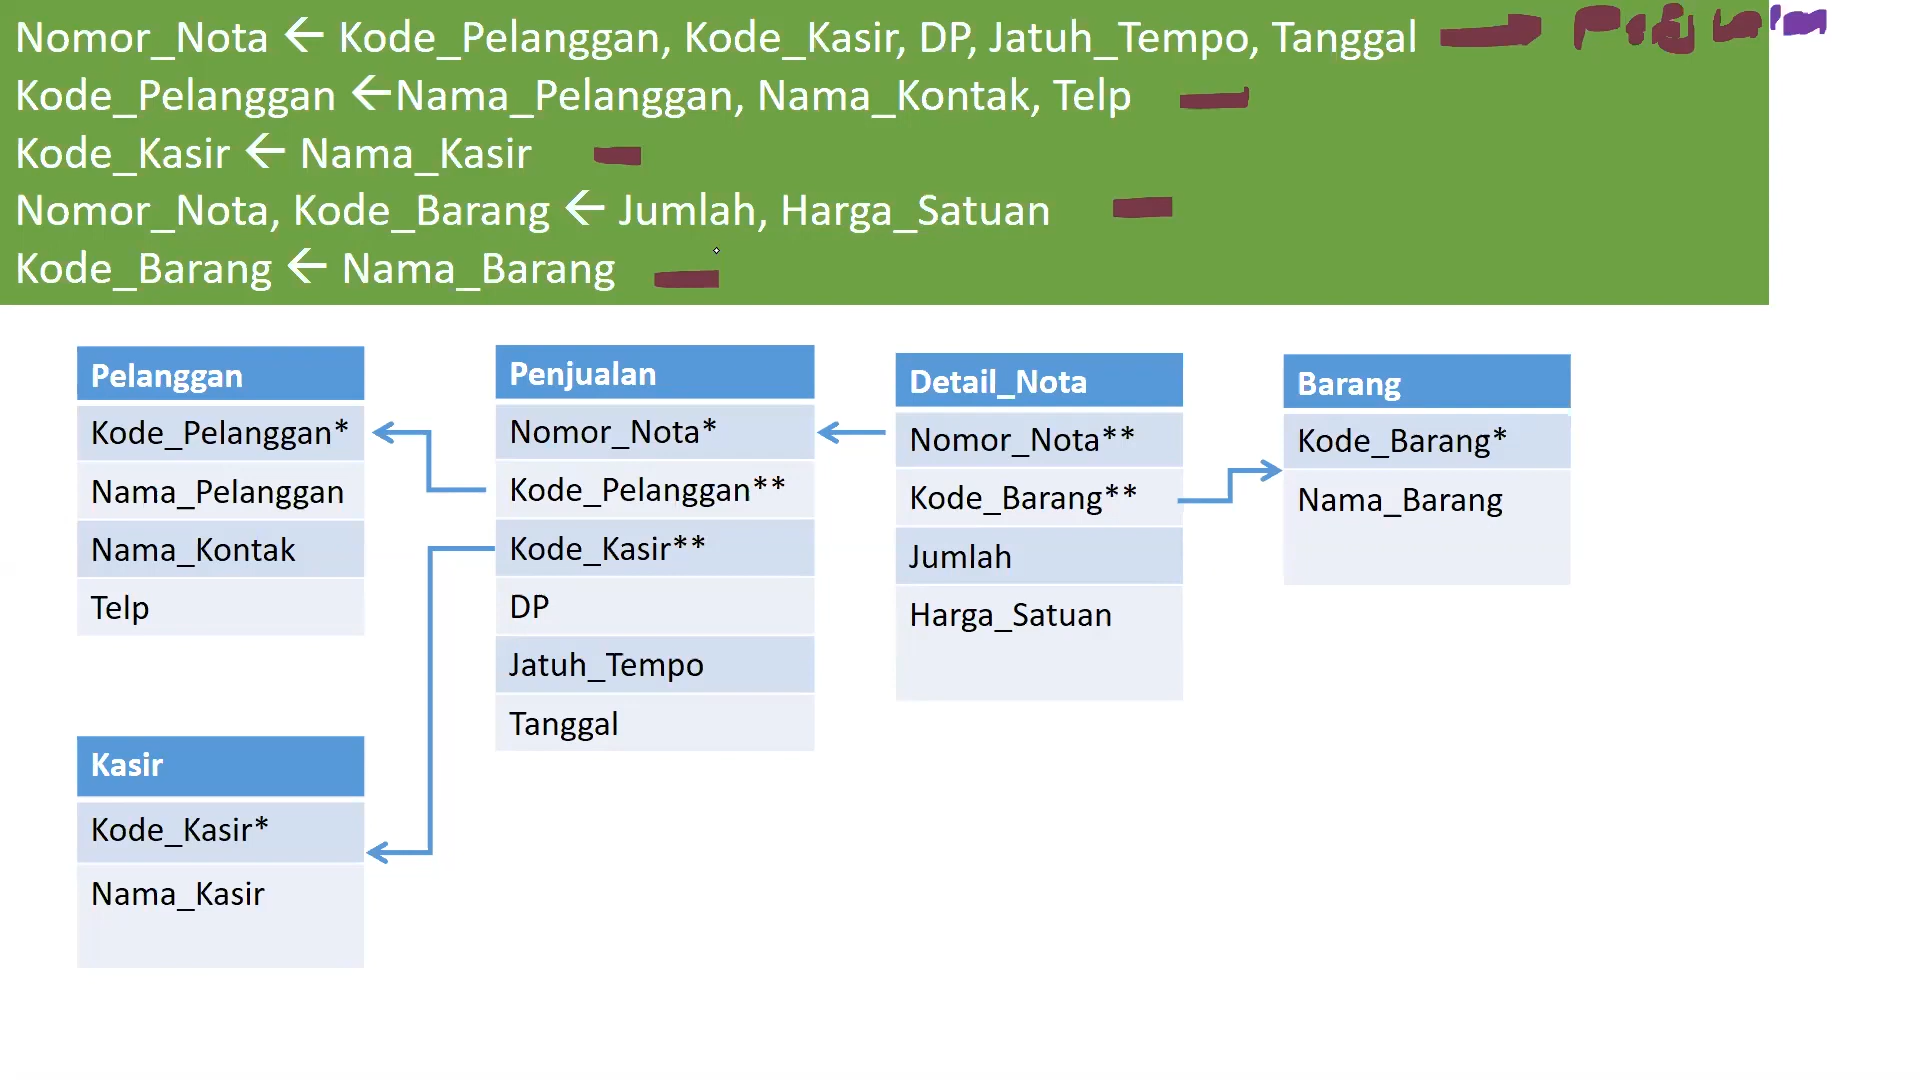 Nomor_Nota ← Kode_Pelanggan, Kode_Kasir, DP, Jatuh_Tempo, Tanggal
Kode_Pelanggan ←Nama_Pelanggan, Nama_Kontak, Telp
Kode_Kasir ← Nama_Kasir
Nomor_Nota, Kode_Barang ← Jumlah, Harga_Satuan
Kode_Barang ← Nama_Barang
Pelanggan
Kode_Pelanggan*
Nama_Pelanggan
Nama_Kontak
Telp
Penjualan
Nomor_Nota*
Kode_Pelanggan**
Kode_Kasir**
DP
Jatuh_Tempo
Tanggal
Detail_Nota
Nomor_Nota**
Kode_Barang**
Jumlah
Harga_Satuan
Barang
Kode_Barang*
Nama_Barang
Kasir
Kode_Kasir*
Nama_Kasir